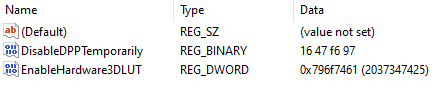 Name Type Data
(Default) REG_SZ (value not set)
DisableDPPTemporarily REG_BINARY 16 47 f6 97
EnableHardware3DLUT REG_DWORD 0x796f7461 (2037347425)